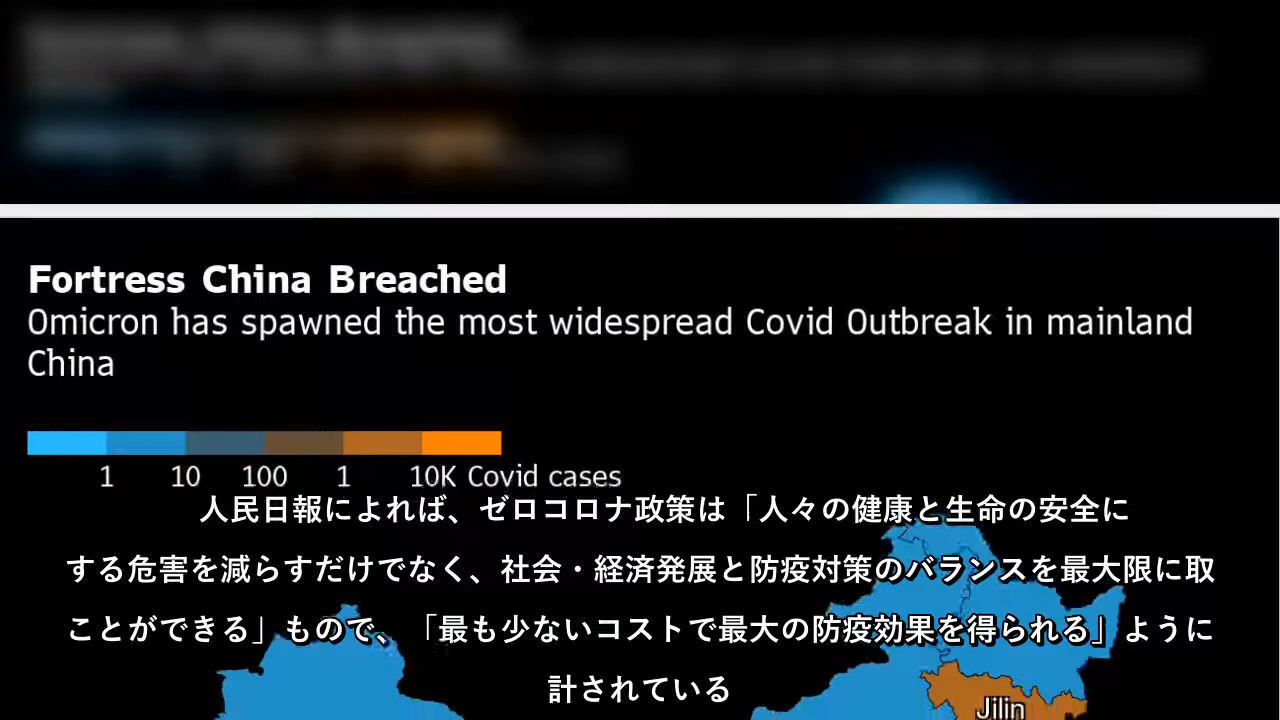 Fortress China Breached
Omicron has spawned the most widespread Covid Outbreak in mainland
China
1 10 100 1 10K Covid cases
人民日報によれば、ゼロコロナ政策は「人々の健康と生命の安全に
する危害を減らすだけでなく、社会・経済発展と防疫対策のバランスを最大限に取
ことができる」もので、「最も少ないコストで最大の防疫効果を得られる」ように
計されている
Jilin